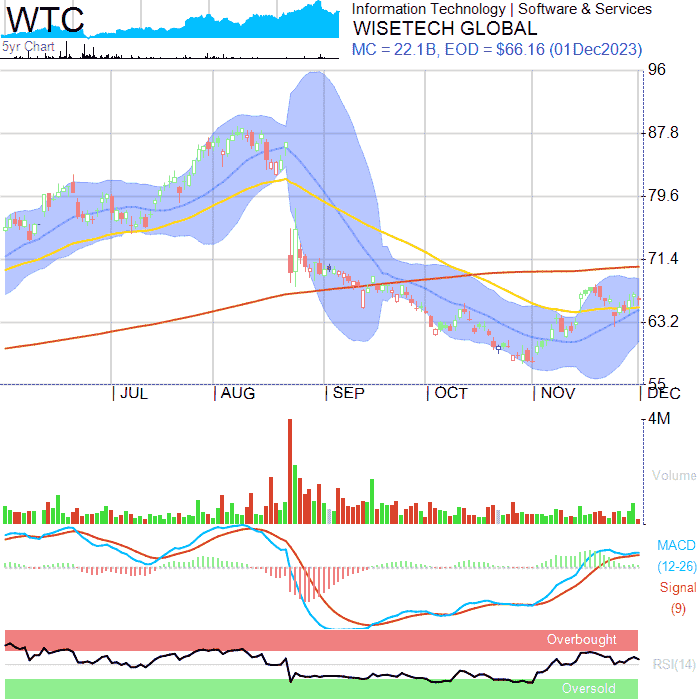 WTC
Information Technology | Software & Services
WISETECH GLOBAL
5yr Chart
MC = 22.1B, EOD = $66.16 (01Dec2023)
96
87.8
79.6
71.4
63.2
55
JUL
AUG
SEP
OCT
NOV
DEC
4M
Volume
MACD
(12-26)
Signal
(9)
Overbought
RSI(14)
Oversold